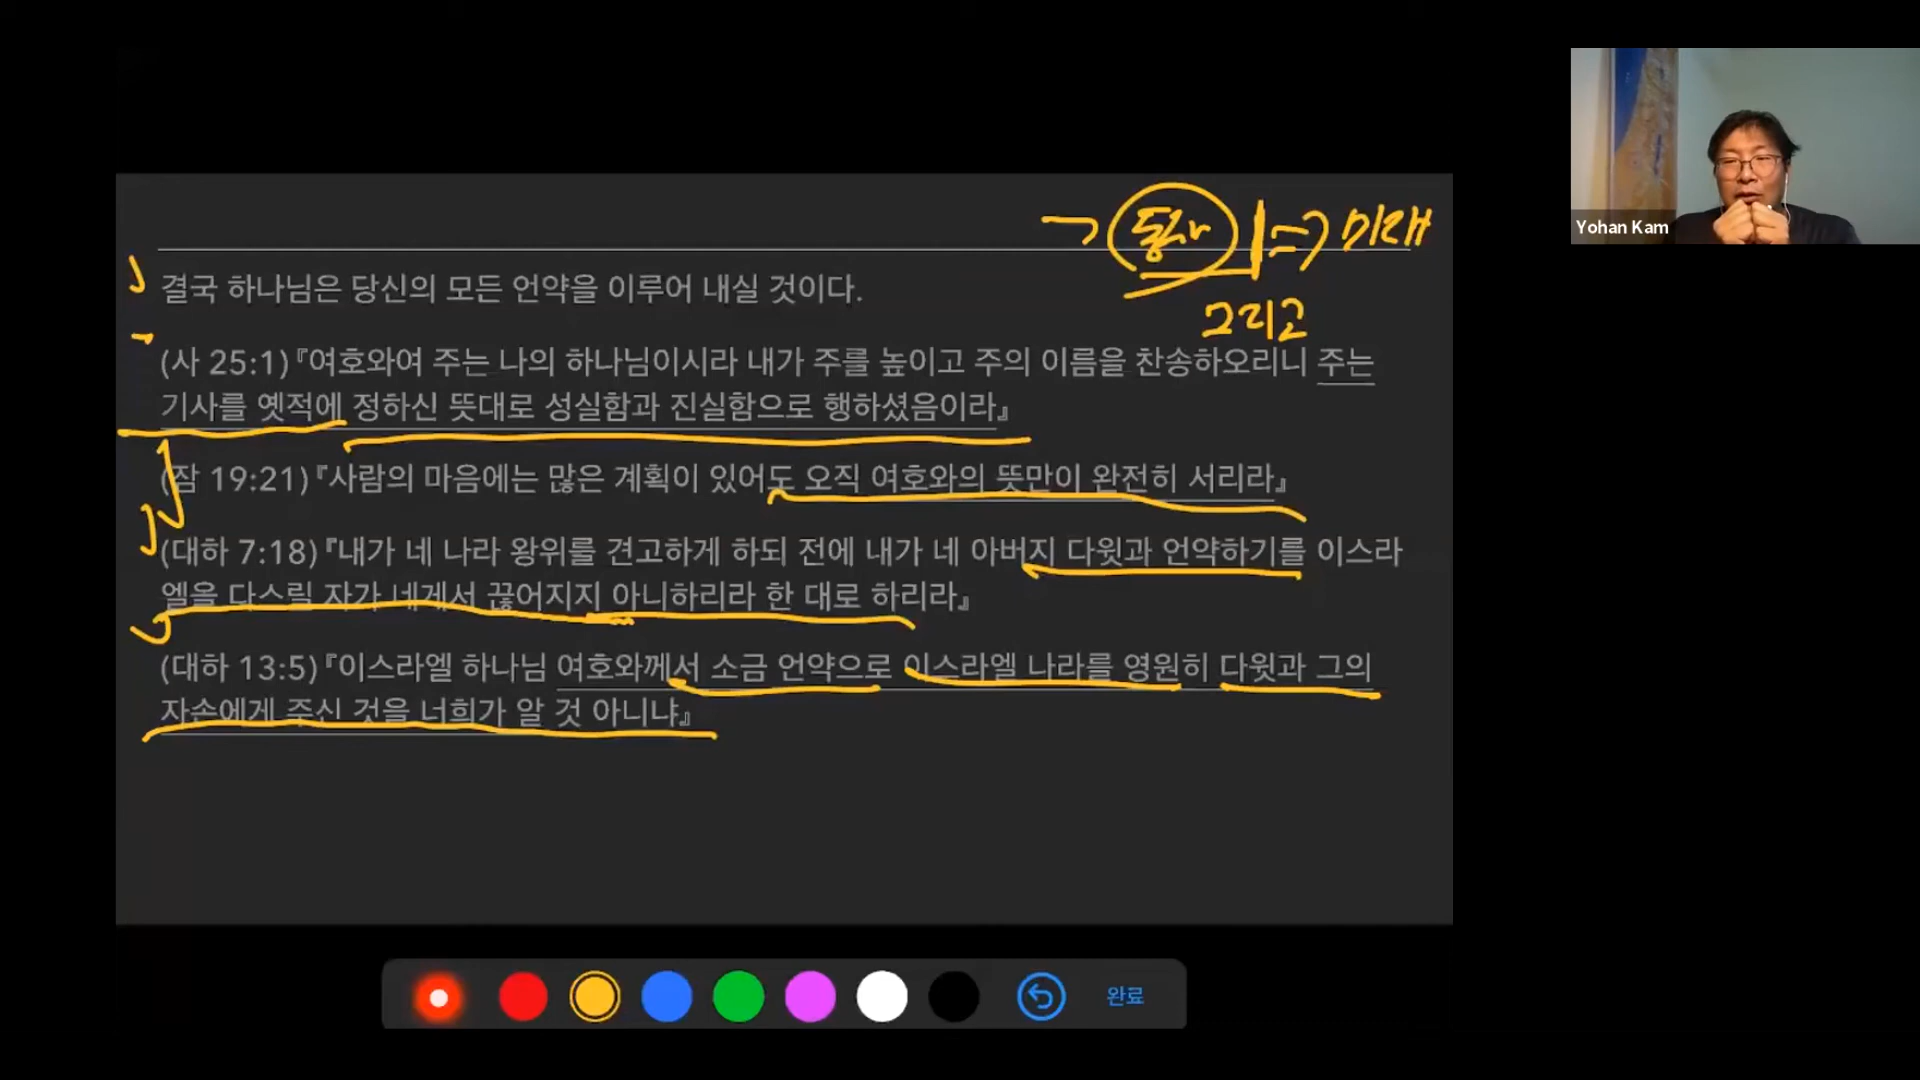 동사 => 미래
그리고
결국 하나님은 당신의 모든 언약을 이루어 내실 것이다.
(사 25:1)『여호와여 주는 나의 하나님이시라 내가 주를 높이고 주의 이름을 찬송하오리니 주는
기사를 옛적에 정하신 뜻대로 성실함과 진실함으로 행하셨음이라』
(잠 19:21)『사람의 마음에는 많은 계획이 있어도 오직 여호와의 뜻만이 완전히 서리라』
(대하 7:18)『내가 네 나라 왕위를 견고하게 하되 전에 내가 네 아버지 다윗과 언약하기를 이스라
엘을 다스릴 자가 네게서 끊어지지 아니하리라 한 대로 하리라』
(대하 13:5)『이스라엘 하나님 여호와께서 소금 언약으로 이스라엘 나라를 영원히 다윗과 그의
자손에게 주신 것을 너희가 알 것 아니냐』
Yohan Kam
완료